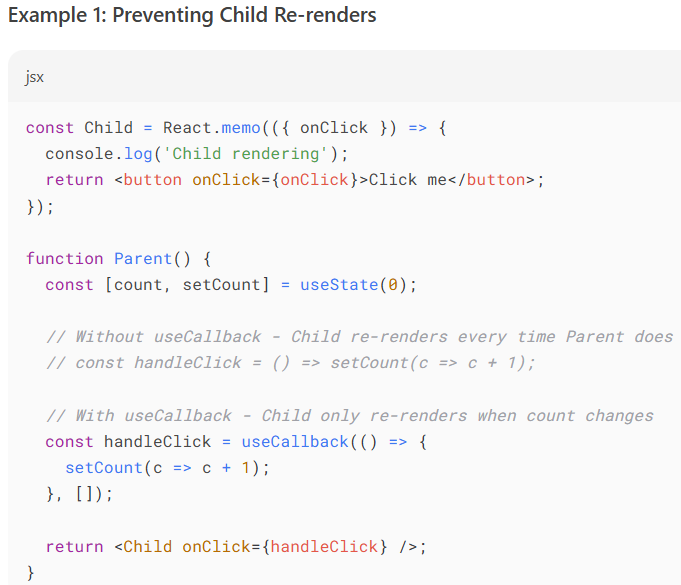 Example 1: Preventing Child Re-renders
jsx
const Child = React.memo(({ onClick }) => {
  console.log('Child rendering');
  return <button onClick={onClick}>Click me</button>;
});

function Parent() {
  const [count, setCount] = useState(0);

  // Without useCallback - Child re-renders every time Parent does
  // const handleClick = () => setCount(c => c + 1);

  // With useCallback - Child only re-renders when count changes
  const handleClick = useCallback(() => {
    setCount(c => c + 1);
  }, []);

  return <Child onClick={handleClick} />;
}